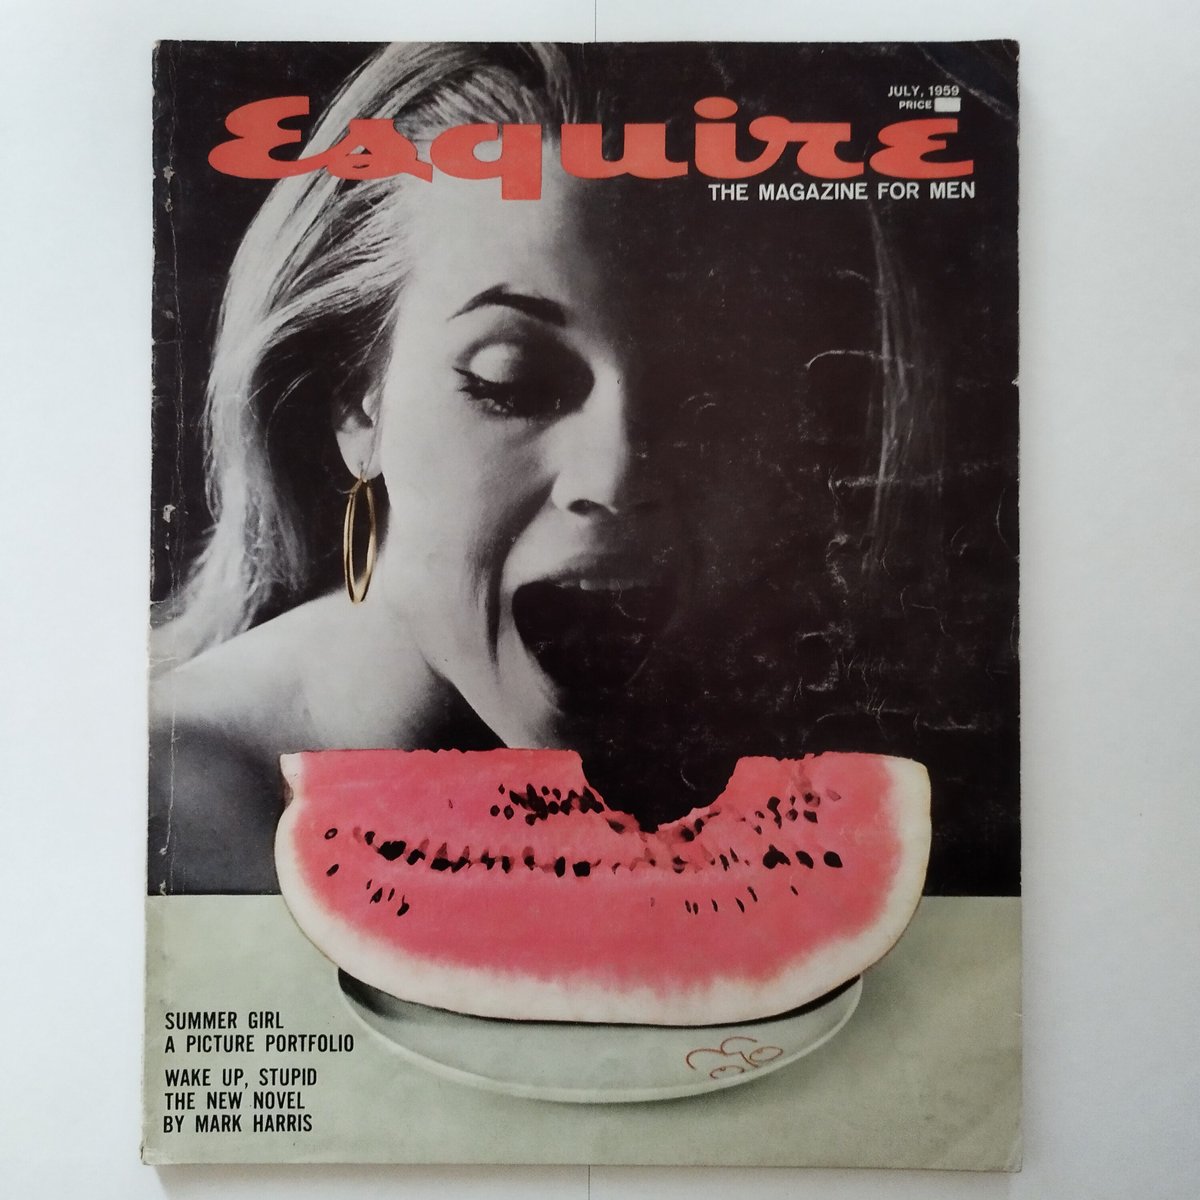 JULY, 1959
PRICE
Esquire
THE MAGAZINE FOR MEN
SUMMER GIRL
A PICTURE PORTFOLIO
WAKE UP, STUPID
THE NEW NOVEL
BY MARK HARRIS